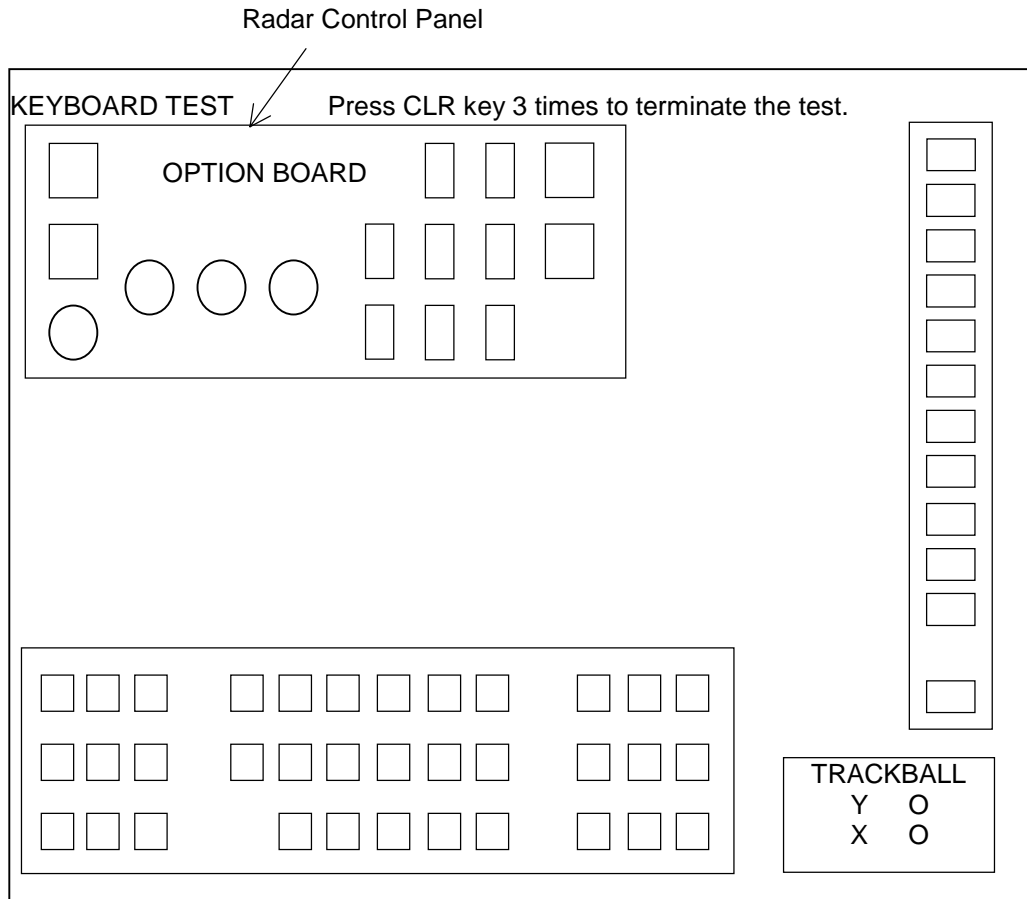 Radar Control Panel
KEYBOARD TEST Press CLR key 3 times to terminate the test.
OPTION BOARD
TRACKBALL
Y O
X O